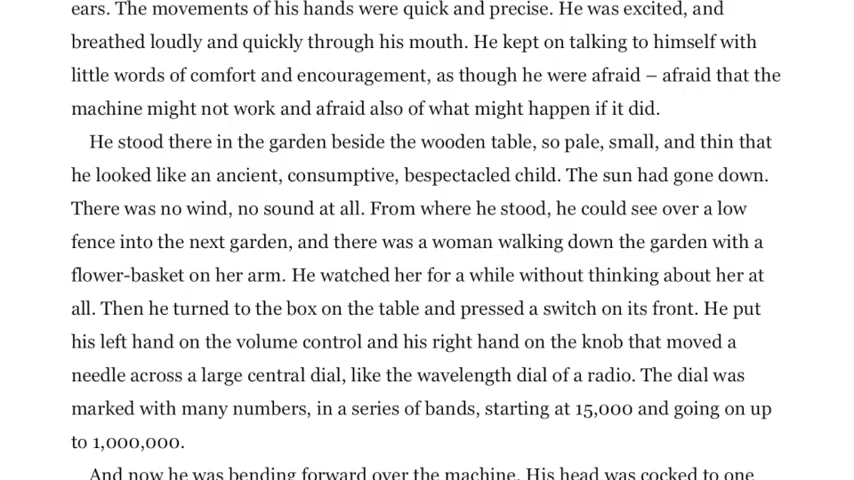 ears. The movements of his hands were quick and precise. He was excited, and
breathed loudly and quickly through his mouth. He kept on talking to himself with
little words of comfort and encouragement, as though he were afraid – afraid that the
machine might not work and afraid also of what might happen if it did.
He stood there in the garden beside the wooden table, so pale, small, and thin that
he looked like an ancient, consumptive, bespectacled child. The sun had gone down.
There was no wind, no sound at all. From where he stood, he could see over a low
fence into the next garden, and there was a woman walking down the garden with a
flower-basket on her arm. He watched her for a while without thinking about her at
all. Then he turned to the box on the table and pressed a switch on its front. He put
his left hand on the volume control and his right hand on the knob that moved a
needle across a large central dial, like the wavelength dial of a radio. The dial was
marked with many numbers, in a series of bands, starting at 15,000 and going on up
to 1,000,000.
And now he was bending forward over the machine. His head was cocked to one